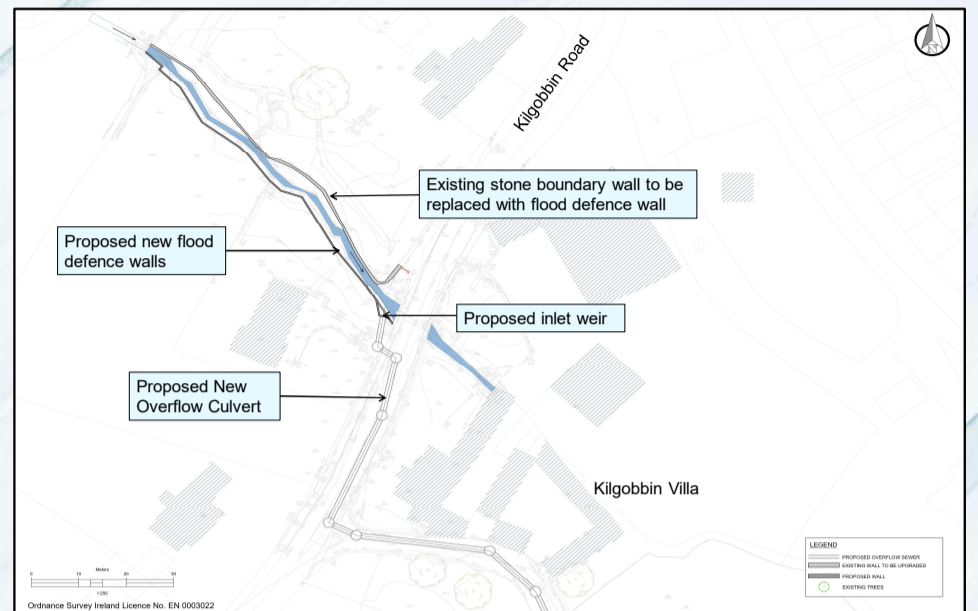 Kilgobbin Road
Existing stone boundary wall to be
replaced with flood defence wall
Proposed new flood
defence walls
Proposed inlet weir
Proposed New
Overflow Culvert
Kilgobbin Villa
LEGEND
PROPOSED OVERFLOW SEWER
EXISTING WALL TO BE UPGRADED
PROPOSED WALL
EXISTING TREES
Meters
0 10 20 30
1:250
Ordnance Survey Ireland Licence No. EN 0003022